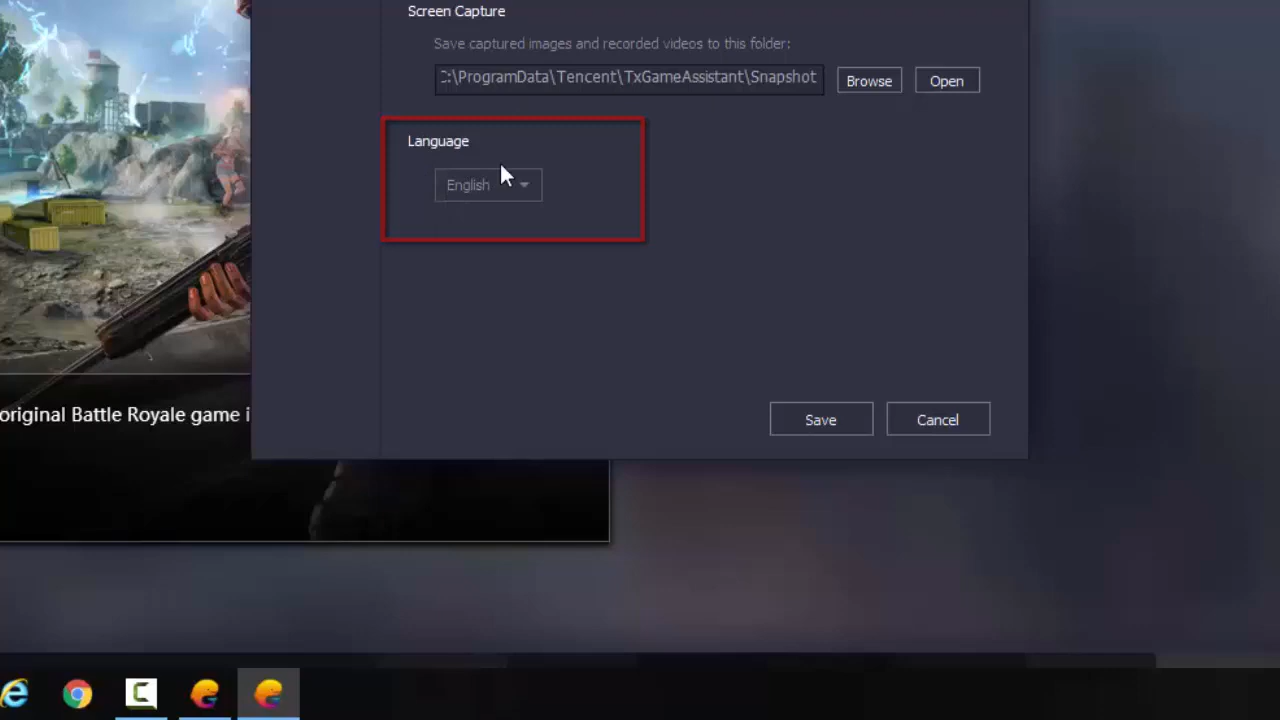 Screen Capture
Save captured images and recorded videos to this folder:
:\ProgramData\Tencent\TxGameAssistant\Snapshot
Browse
Open
Language
English
original Battle Royale game i
Save
Cancel